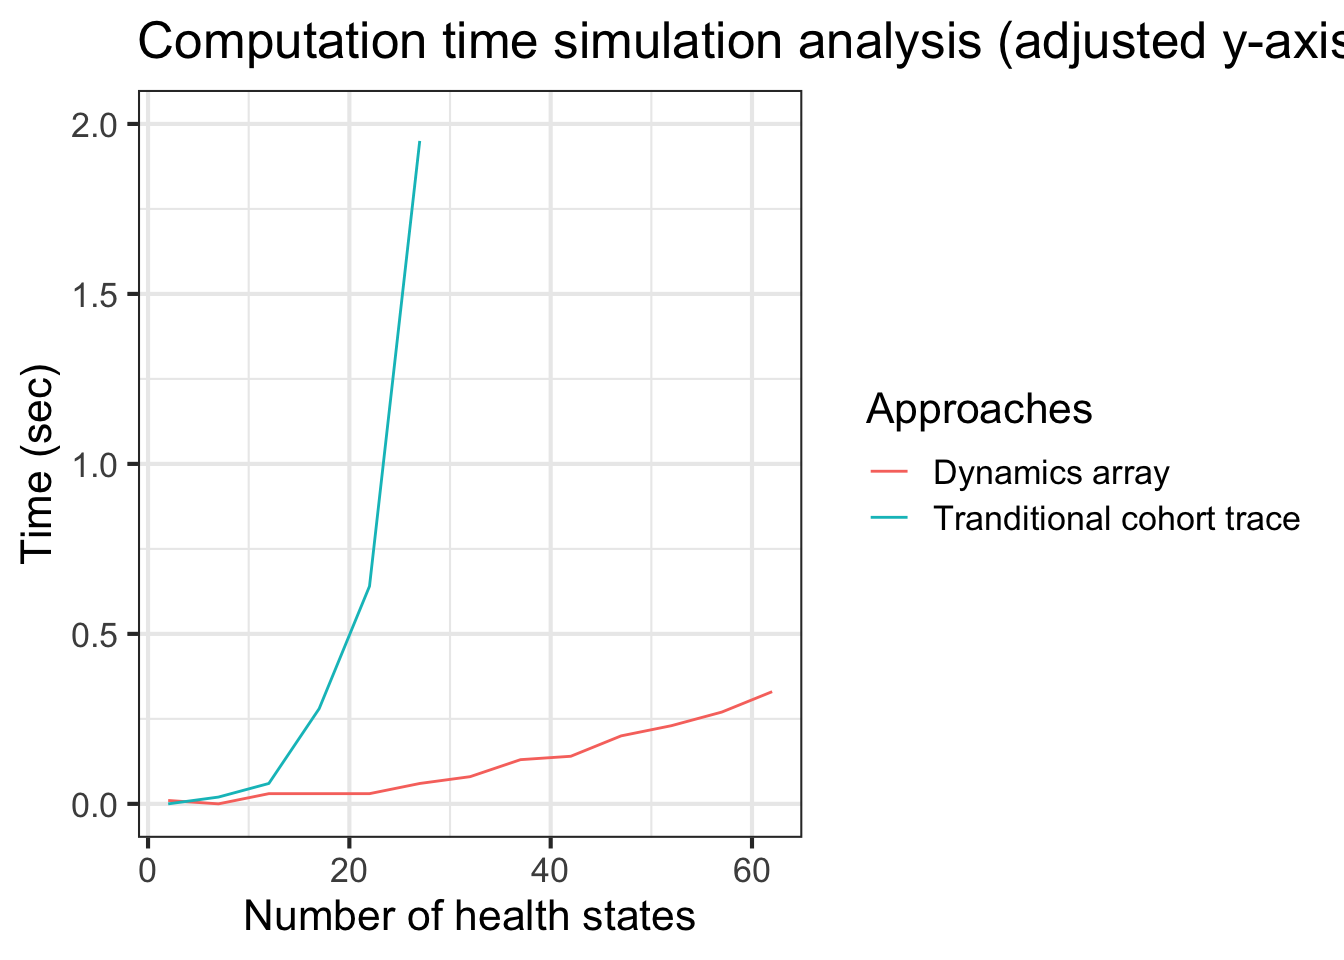 Computation time simulation analysis (adjusted y-axis
2.0
1.5
1.0
0.5
0.0
Time (sec)
0 20 40 60
Number of health states
Approaches
Dynamics array
Tranditional cohort trace